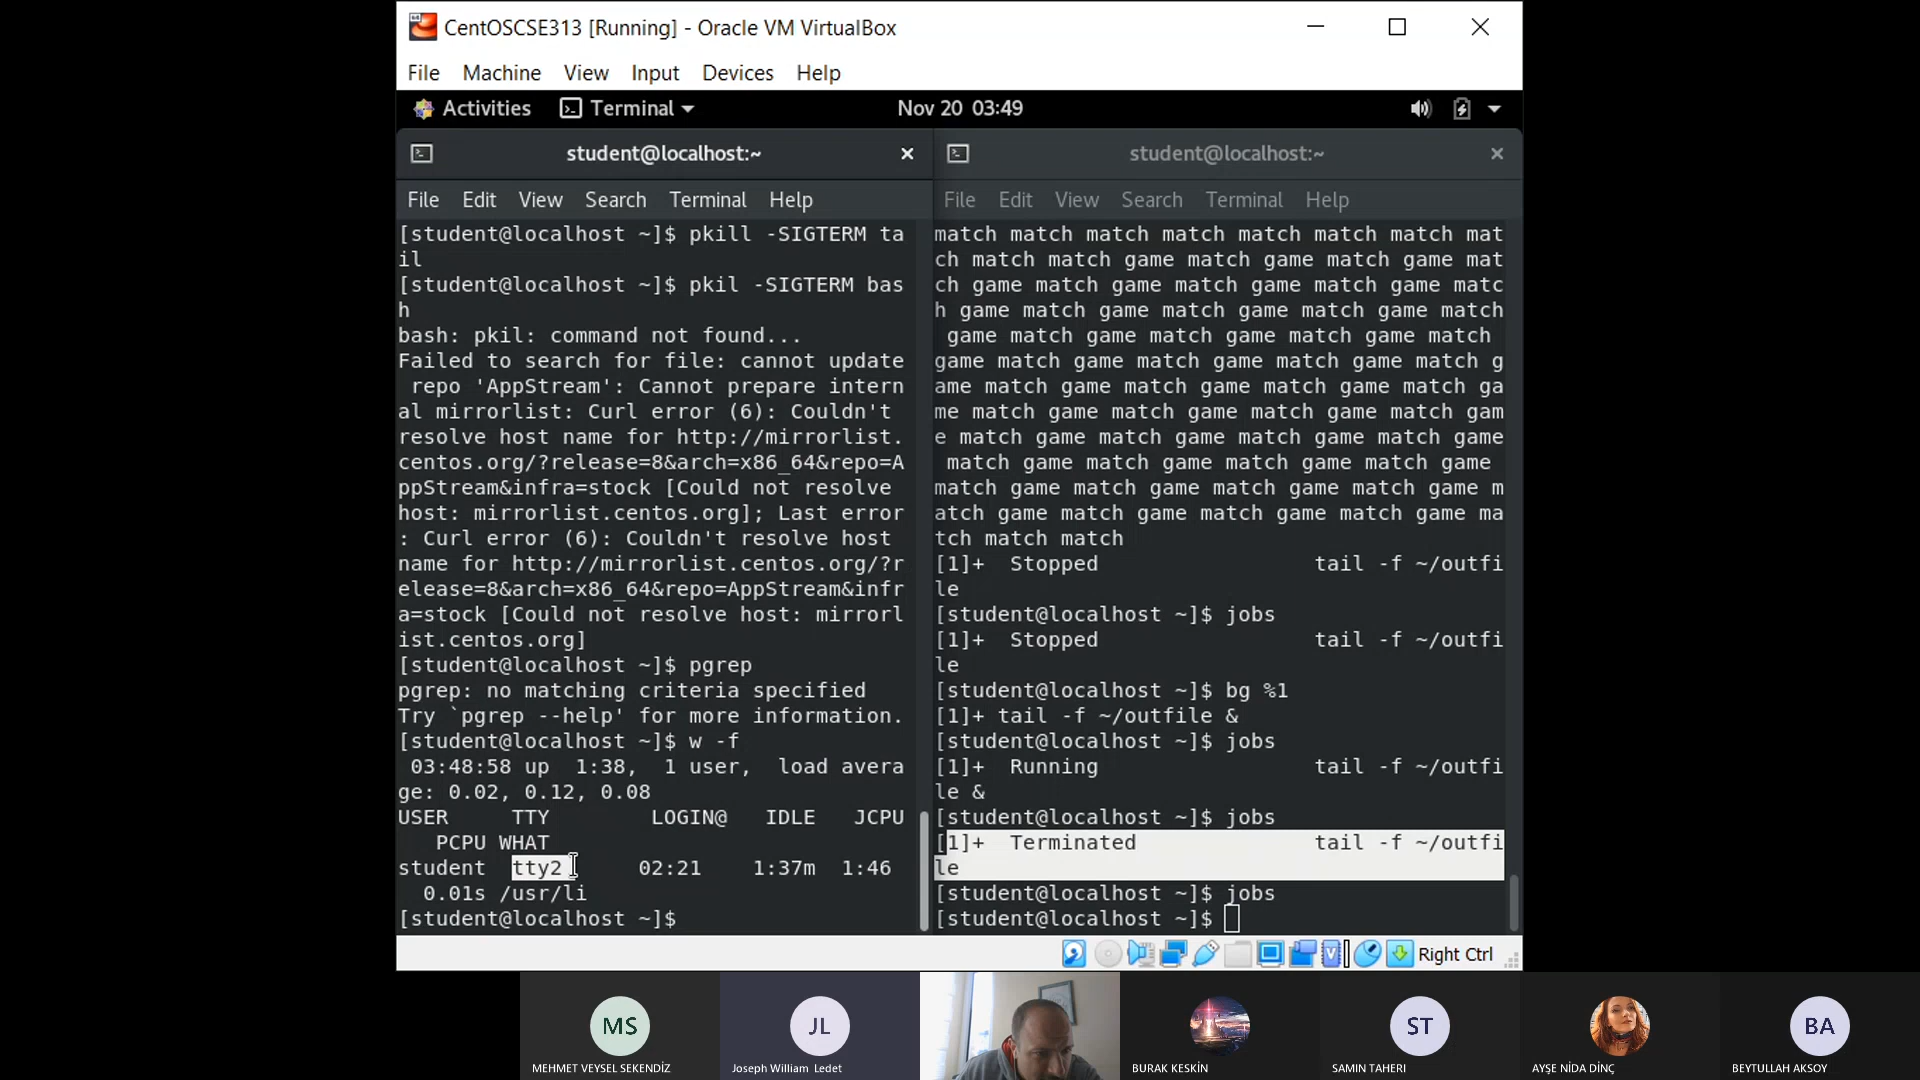 CentOSCSE313 [Running] - Oracle VM VirtualBox
File Machine View Input Devices Help
Activities Terminal Nov 20 03:49
student@localhost:~
File Edit View Search Terminal Help
[student@localhost ~]$ pkill -SIGTERM ta
il
[student@localhost ~]$ pkil -SIGTERM bas
h
bash: pkil: command not found...
Failed to search for file: cannot update
 repo 'AppStream': Cannot prepare intern
al mirrorlist: Curl error (6): Couldn't
resolve host name for http://mirrorlist.
centos.org/?release=8&arch=x86_64&repo=A
ppStream&infra=stock [Could not resolve
host: mirrorlist.centos.org]; Last error
: Curl error (6): Couldn't resolve host
name for http://mirrorlist.centos.org/?r
elease=8&arch=x86_64&repo=AppStream&infr
a=stock [Could not resolve host: mirrorl
ist.centos.org]
[student@localhost ~]$ pgrep
pgrep: no matching criteria specified
Try `pgrep --help' for more information.
[student@localhost ~]$ w -f
 03:48:58 up  1:38,  1 user,  load avera
ge: 0.02, 0.12, 0.08
USER     TTY        LOGIN@   IDLE   JCPU
   PCPU WHAT
student  tty2      02:21    1:37m  1:46
  0.01s /usr/li
[student@localhost ~]$
student@localhost:~
File Edit View Search Terminal Help
match match match match match match match mat
ch match match game match game match game mat
ch game match game match game match game matc
h game match game match game match game match
 game match game match game match game match
game match game match game match game match g
ame match game match game match game match ga
me match game match game match game match gam
e match game match game match game match game
 match game match game match game match game
match game match game match game match game m
atch game match game match game match game ma
tch match match
[1]+  Stopped                 tail -f ~/outfi
le
[student@localhost ~]$ jobs
[1]+  Stopped                 tail -f ~/outfi
le
[student@localhost ~]$ bg %1
[1]+ tail -f ~/outfile &
[student@localhost ~]$ jobs
[1]+  Running                 tail -f ~/outfi
le &
[student@localhost ~]$ jobs
[1]+  Terminated              tail -f ~/outfi
le
[student@localhost ~]$ jobs
[student@localhost ~]$
Right Ctrl
MS
MEHMET VEYSEL SEKENDİZ
JL
Joseph William Ledet
BURAK KESKİN
ST
SAMIN TAHERI
AYŞE NİDA DİNÇ
BA
BEYTULLAH AKSOY